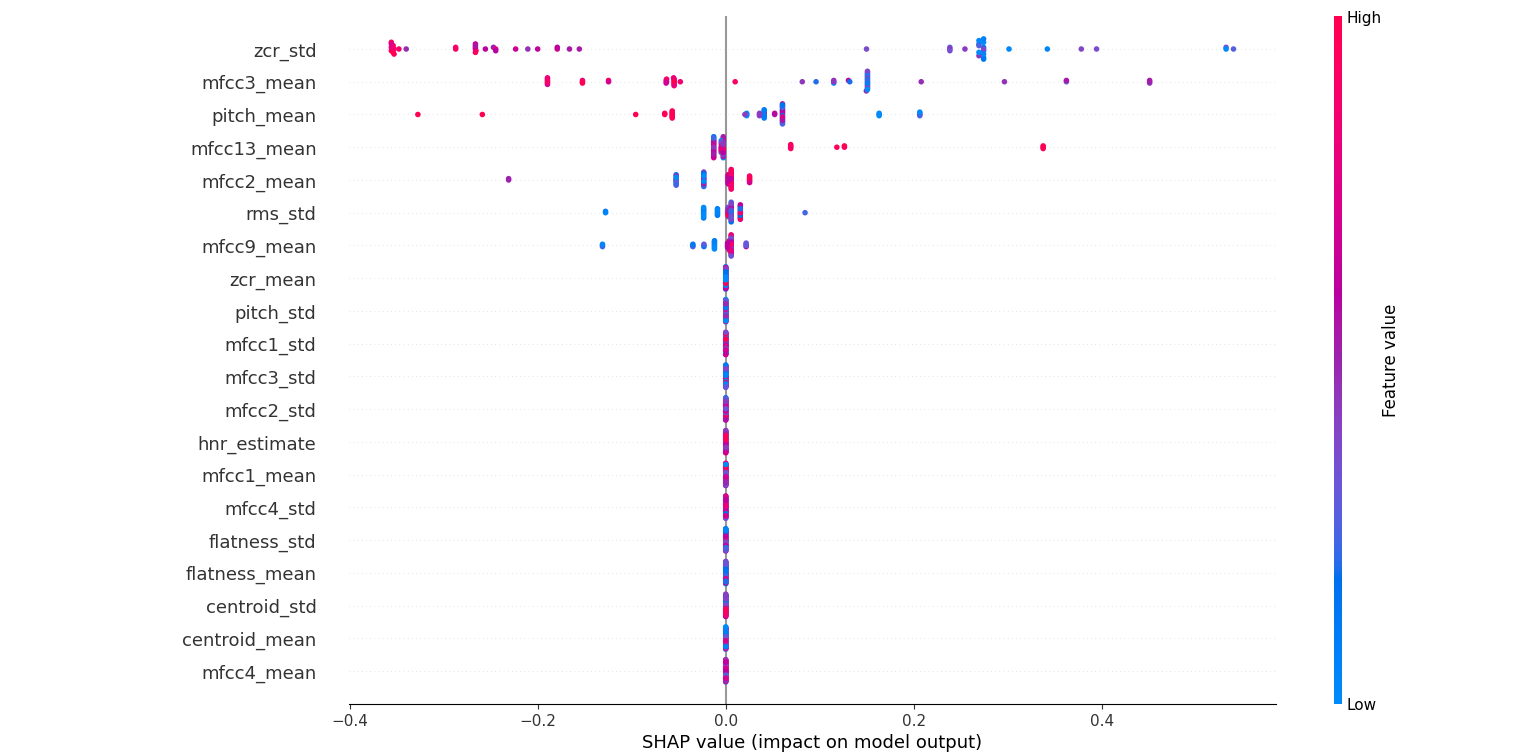 High
zcr_std
mfcc3_mean
pitch_mean
mfcc13_mean
mfcc2_mean
rms_std
mfcc9_mean
zcr_mean
pitch_std
mfcc1_std
mfcc3_std
mfcc2_std
hnr_estimate
mfcc1_mean
mfcc4_std
flatness_std
flatness_mean
centroid_std
centroid_mean
mfcc4_mean
Feature value
Low
−0.4 −0.2 0.0 0.2 0.4
SHAP value (impact on model output)